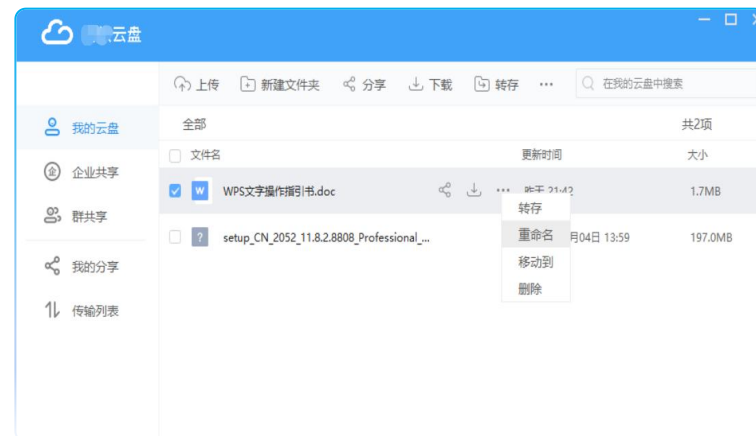 云盘
上传 新建文件夹 分享 下载 转存 ··· 在我的云盘中搜索
我的云盘
企业共享
群共享
我的分享
传输列表
全部 共2项
文件名 更新时间 大小
W WPS文字操作指引书.doc ··· 昨天 21:42 1.7MB
? setup_CN_2052_11.8.2.8808_Professional_... 月04日 13:59 197.0MB
转存
重命名
移动到
删除